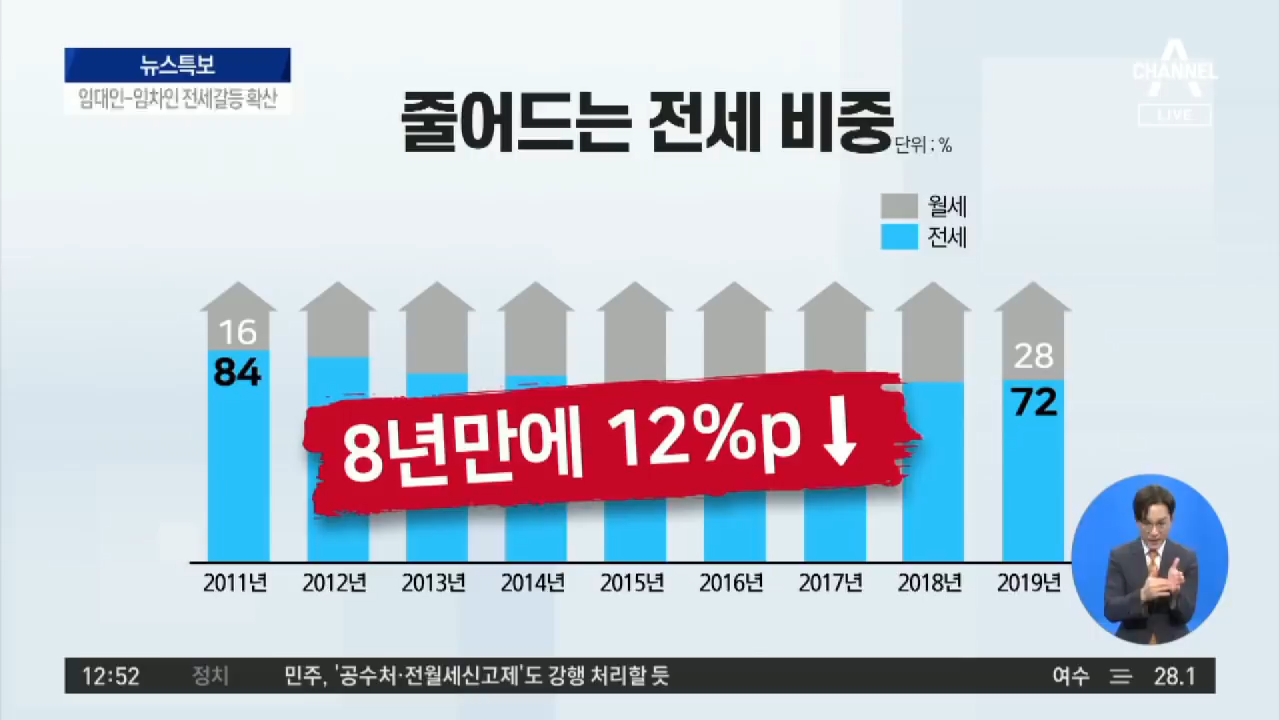 뉴스특보
임대인-임차인 전세갈등 확산
CHANNEL A
LIVE
줄어드는 전세 비중
단위 : %
월세
전세
16
84
28
72
8년만에 12%p ↓
2011년 2012년 2013년 2014년 2015년 2016년 2017년 2018년 2019년
12:52 정치 민주, '공수처·전월세신고제'도 강행 처리할 듯 여수 28.1